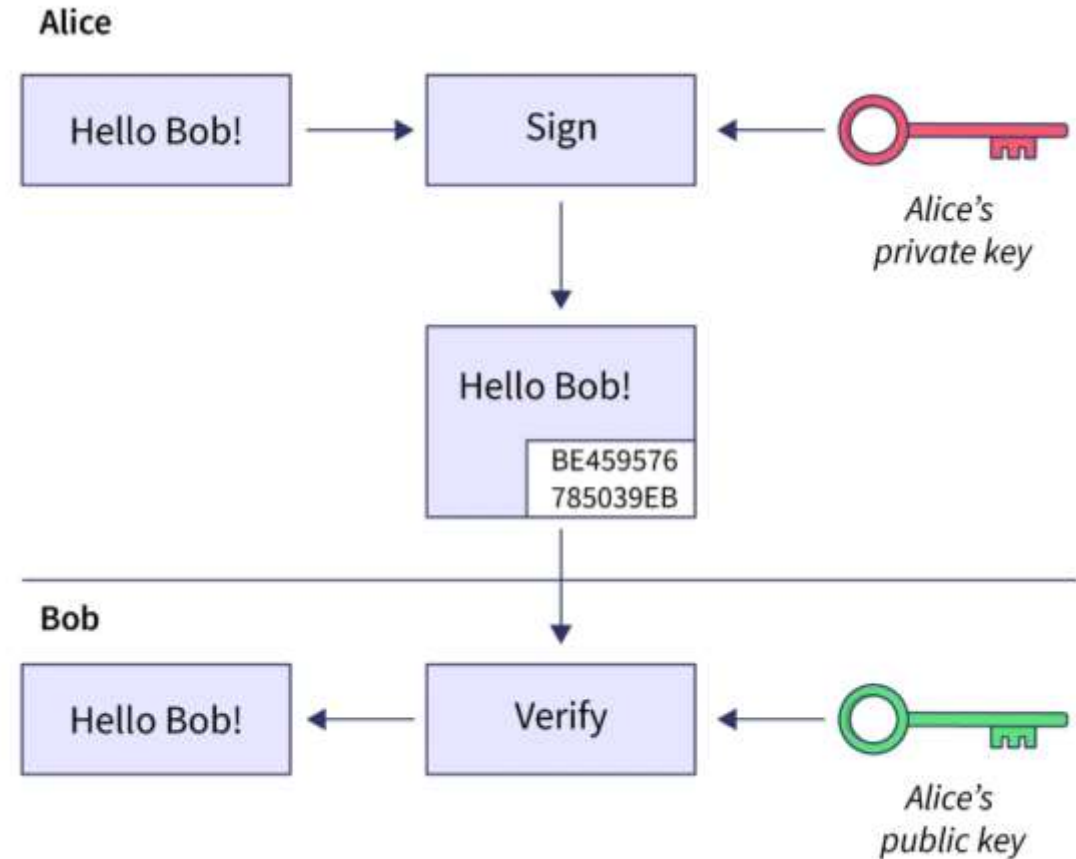 Alice
Hello Bob!
Sign
Alice's
private key
Hello Bob!
BE459576
785039EB
Bob
Hello Bob!
Verify
Alice's
public key